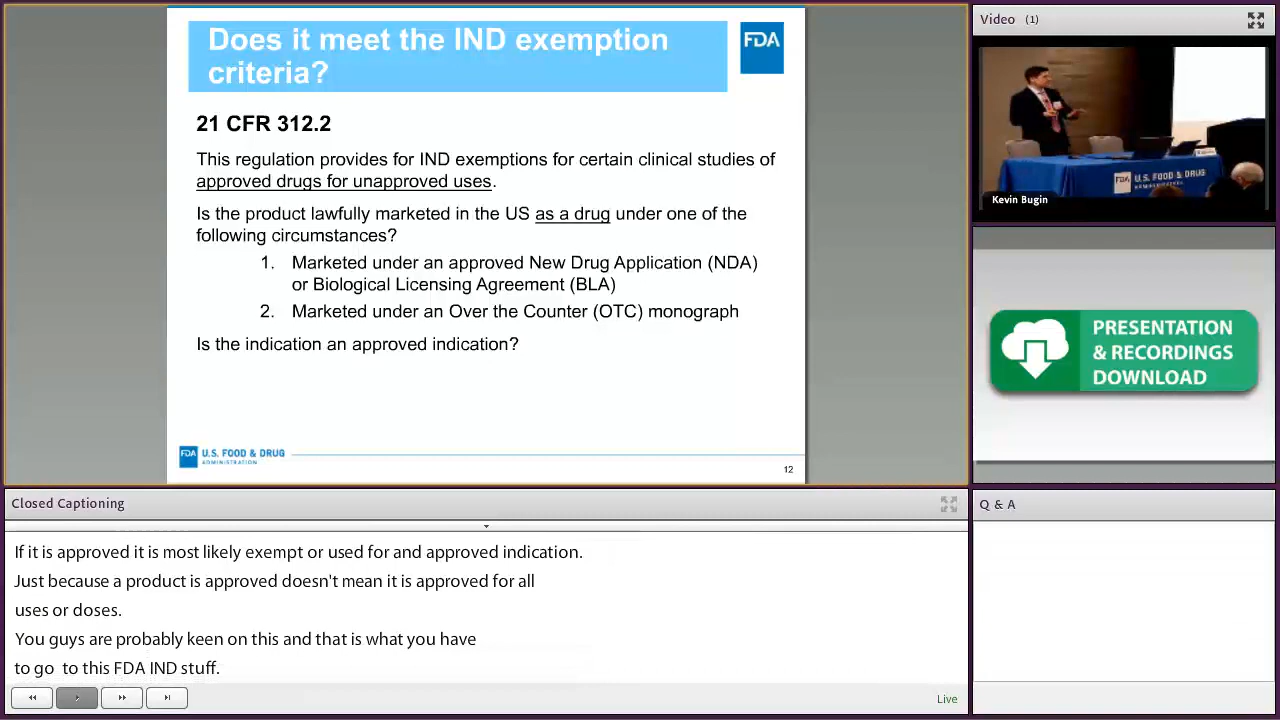 Does it meet the IND exemption
criteria?
FDA
21 CFR 312.2
This regulation provides for IND exemptions for certain clinical studies of
approved drugs for unapproved uses.
Is the product lawfully marketed in the US as a drug under one of the
following circumstances?
1. Marketed under an approved New Drug Application (NDA)
or Biological Licensing Agreement (BLA)
2. Marketed under an Over the Counter (OTC) monograph
Is the indication an approved indication?
FDA U.S. FOOD & DRUG
ADMINISTRATION
12
Video (1)
FDA U.S. FOOD & DRUG
ADMINISTRATION
Kevin Bugin
PRESENTATION
& RECORDINGS
DOWNLOAD
Closed Captioning
If it is approved it is most likely exempt or used for and approved indication.
Just because a product is approved doesn't mean it is approved for all
uses or doses.
You guys are probably keen on this and that is what you have
to go  to this FDA IND stuff.
Live
Q & A